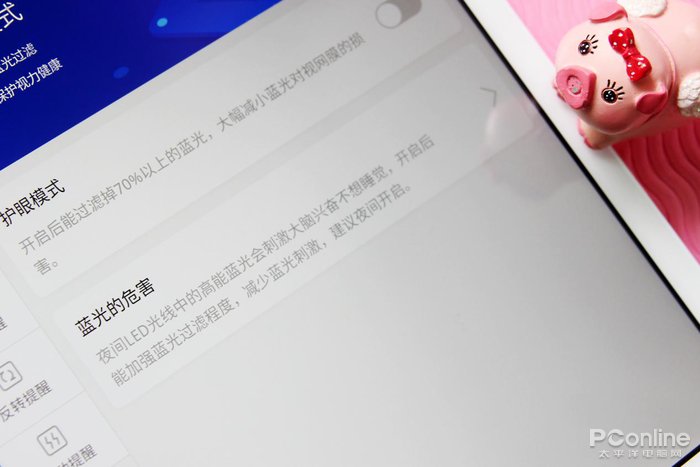 式
蓝光过滤
保护视力健康
护眼模式
开启后能过滤掉70%以上的蓝光，大幅减小蓝光对视网膜的损
害。
蓝光的危害
夜间LED光线中的高能蓝光会刺激大脑兴奋不想睡觉，开启后
能加强蓝光过滤程度，减少蓝光刺激，建议夜间开启。
醒
反转提醒
提醒
PConline
太平洋电脑网